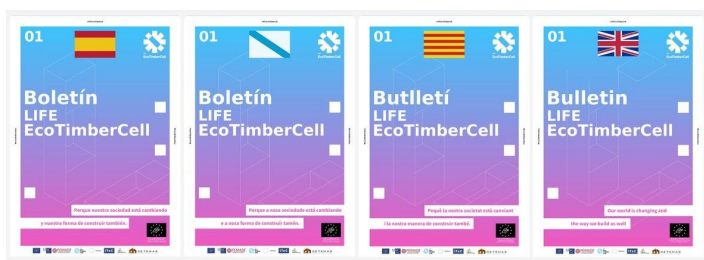 01
EcoTimberCell
Boletín
LIFE
EcoTimberCell
Porque nuestra sociedad está cambiando
y nuestra forma de construir también.
01
EcoTimberCell
Boletín
LIFE
EcoTimberCell
Porque a nosa sociedade está cambiando
e a nosa forma de construír tamén.
01
EcoTimberCell
Butlletí
LIFE
EcoTimberCell
Pequè la nostra societat està canviant
i la nostra manera de construir també.
01
EcoTimberCell
Bulletin
LIFE
EcoTimberCell
Our world is changing and
the way we build as well